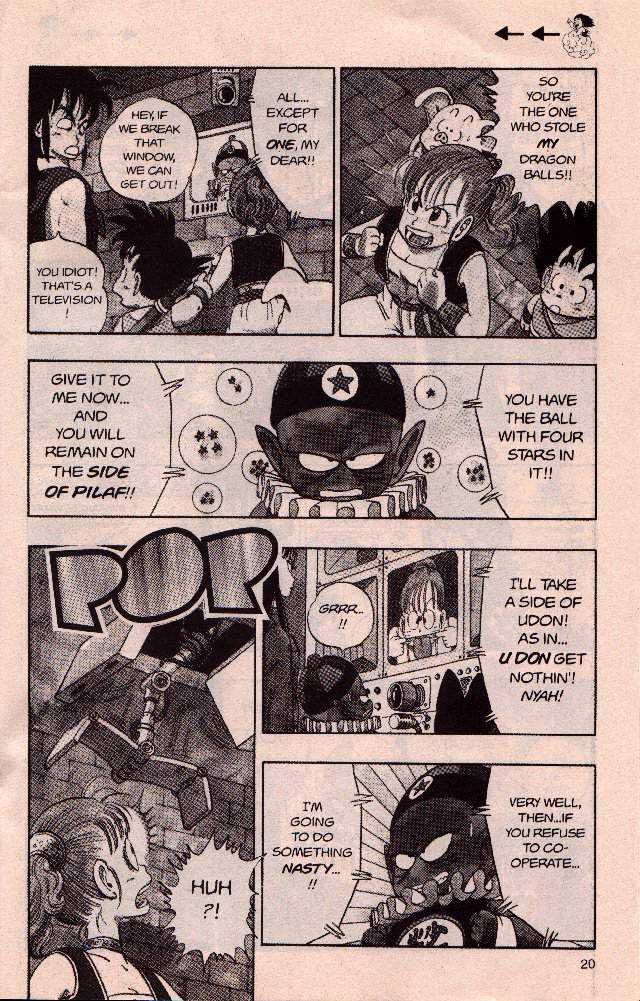 SO
YOU'RE
THE ONE
WHO STOLE
MY
DRAGON
BALLS!!
ALL...
EXCEPT
FOR
ONE, MY
DEAR!!
HEY, IF
WE BREAK
THAT
WINDOW,
WE CAN
GET OUT!
YOU IDIOT!
THAT'S A
TELEVISION
!
YOU HAVE
THE BALL
WITH FOUR
STARS IN
IT!!
GIVE IT TO
ME NOW...
AND
YOU WILL
REMAIN ON
THE SIDE
OF PILAF!!
I'LL TAKE
A SIDE OF
UDON!
AS IN...
U DON GET
NOTHIN'!
NYAH!
GRRR...
!!
VERY WELL,
THEN...IF
YOU REFUSE
TO CO-
OPERATE...
I'M
GOING
TO DO
SOMETHING
NASTY...
!!
POP
HUH
?!
20